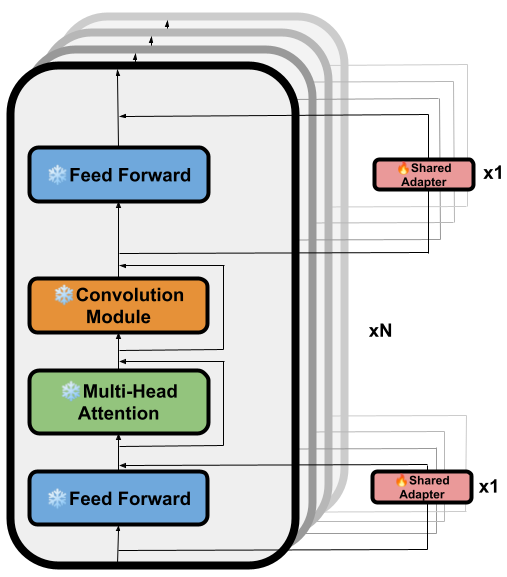 ❄️Feed Forward
🔥Shared
Adapter
x1
❄️Convolution
Module
xN
❄️Multi-Head
Attention
❄️Feed Forward
🔥Shared
Adapter
x1